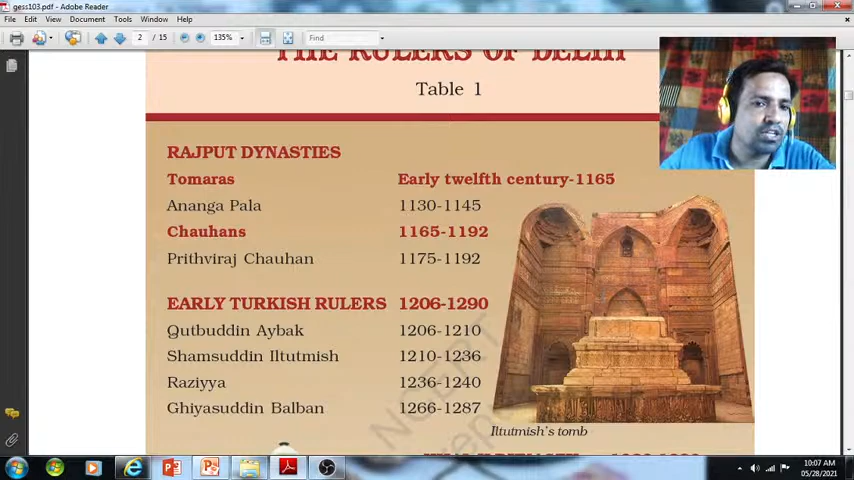 gess103.pdf - Adobe Reader
File Edit View Document Tools Window Help
2 / 15 135% Find
THE RULERS OF DELHI
Table 1
RAJPUT DYNASTIES
Tomaras Early twelfth century-1165
Ananga Pala 1130-1145
Chauhans 1165-1192
Prithviraj Chauhan 1175-1192
EARLY TURKISH RULERS 1206-1290
Qutbuddin Aybak 1206-1210
Shamsuddin Iltutmish 1210-1236
Raziyya 1236-1240
Ghiyasuddin Balban 1266-1287
Iltutmish's tomb
NCERT
10:07 AM
05/28/2021